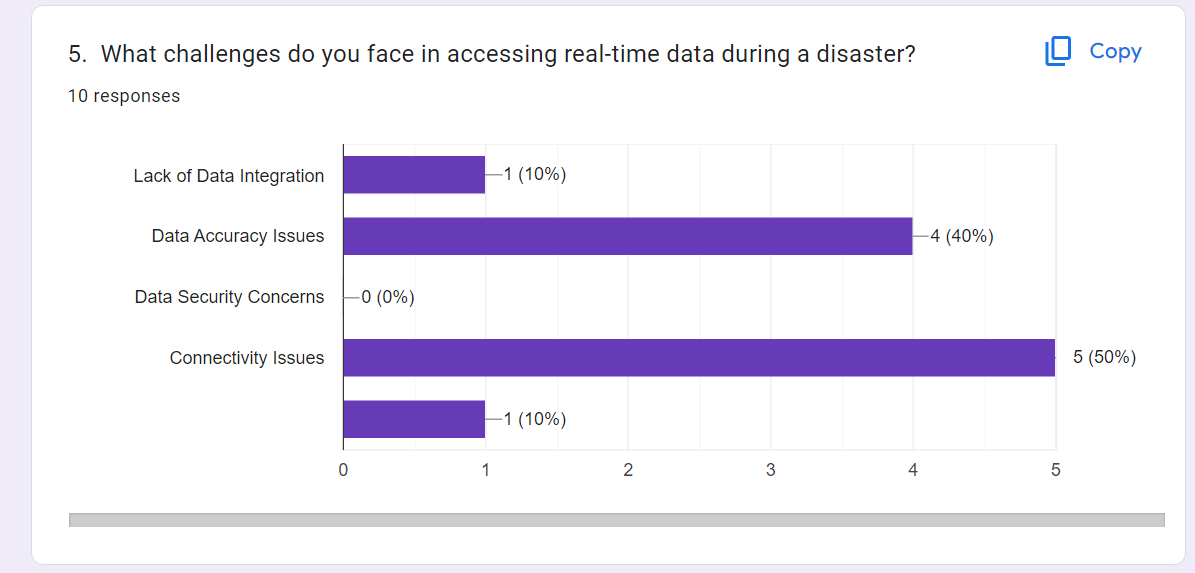 5. What challenges do you face in accessing real-time data during a disaster?
Copy
10 responses
Lack of Data Integration
1 (10%)
Data Accuracy Issues
4 (40%)
Data Security Concerns
0 (0%)
Connectivity Issues
5 (50%)
1 (10%)
0 1 2 3 4 5